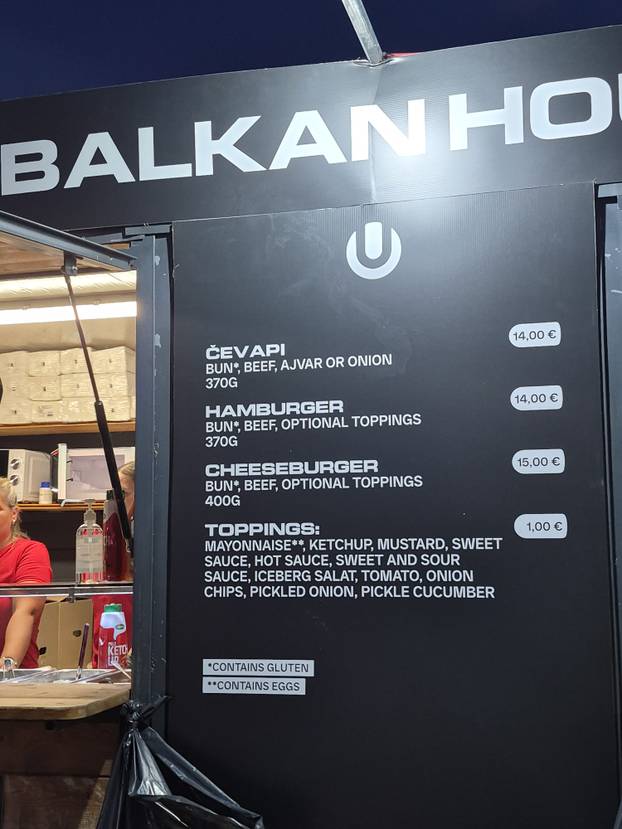 BALKAN HOU
U
ČEVAPI
14,00 €
BUN*, BEEF, AJVAR OR ONION
370G
HAMBURGER
14,00 €
BUN*, BEEF, OPTIONAL TOPPINGS
370G
CHEESEBURGER
15,00 €
BUN*, BEEF, OPTIONAL TOPPINGS
400G
TOPPINGS:
1,00 €
MAYONNAISE**, KETCHUP, MUSTARD, SWEET
SAUCE, HOT SAUCE, SWEET AND SOUR
SAUCE, ICEBERG SALAT, TOMATO, ONION
CHIPS, PICKLED ONION, PICKLE CUCUMBER
*CONTAINS GLUTEN
**CONTAINS EGGS